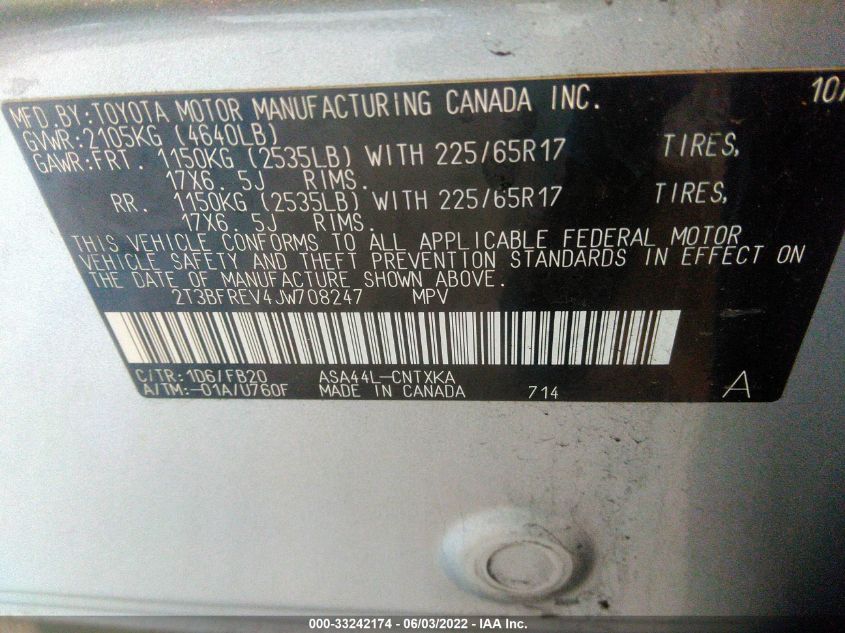 MFD.BY:TOYOTA MOTOR MANUFACTURING CANADA INC. 10/
GVWR:2105KG (4640LB)
GAWR:FRT. 1150KG (2535LB) WITH 225/65R17 TIRES,
17X6.5J RIMS.
RR. 1150KG (2535LB) WITH 225/65R17 TIRES,
17X6.5J RIMS.
THIS VEHICLE CONFORMS TO ALL APPLICABLE FEDERAL MOTOR
VEHICLE SAFETY AND THEFT PREVENTION STANDARDS IN EFFECT ON
THE DATE OF MANUFACTURE SHOWN ABOVE.
2T3BFREV4JW708247 MPV
C/TR:1D6/FB20 ASA44L-CNTXKA
A/TM:-01A/U760F MADE IN CANADA 714 A
000-33242174 - 06/03/2022 - IAA Inc.